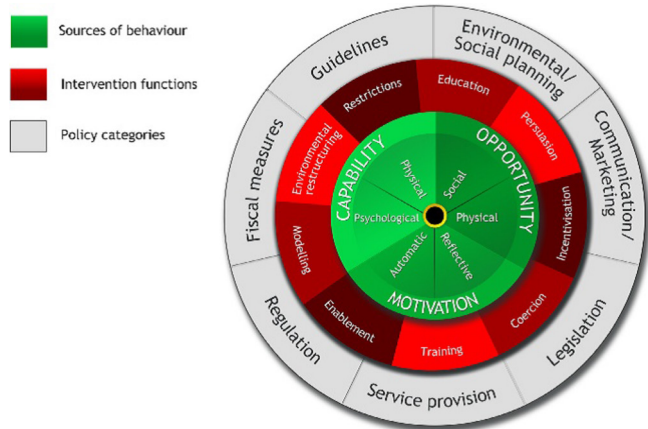 Sources of behaviour
Intervention functions
Policy categories
Guidelines
Environmental/
Social planning
Communication/
Marketing
Legislation
Service provision
Regulation
Fiscal measures
Restrictions
Education
Persuasion
Incentivisation
Coercion
Training
Enablement
Modelling
Environmental
restructuring
CAPABILITY
OPPORTUNITY
MOTIVATION
Physical
Social
Psychological
Physical
Automatic
Reflective